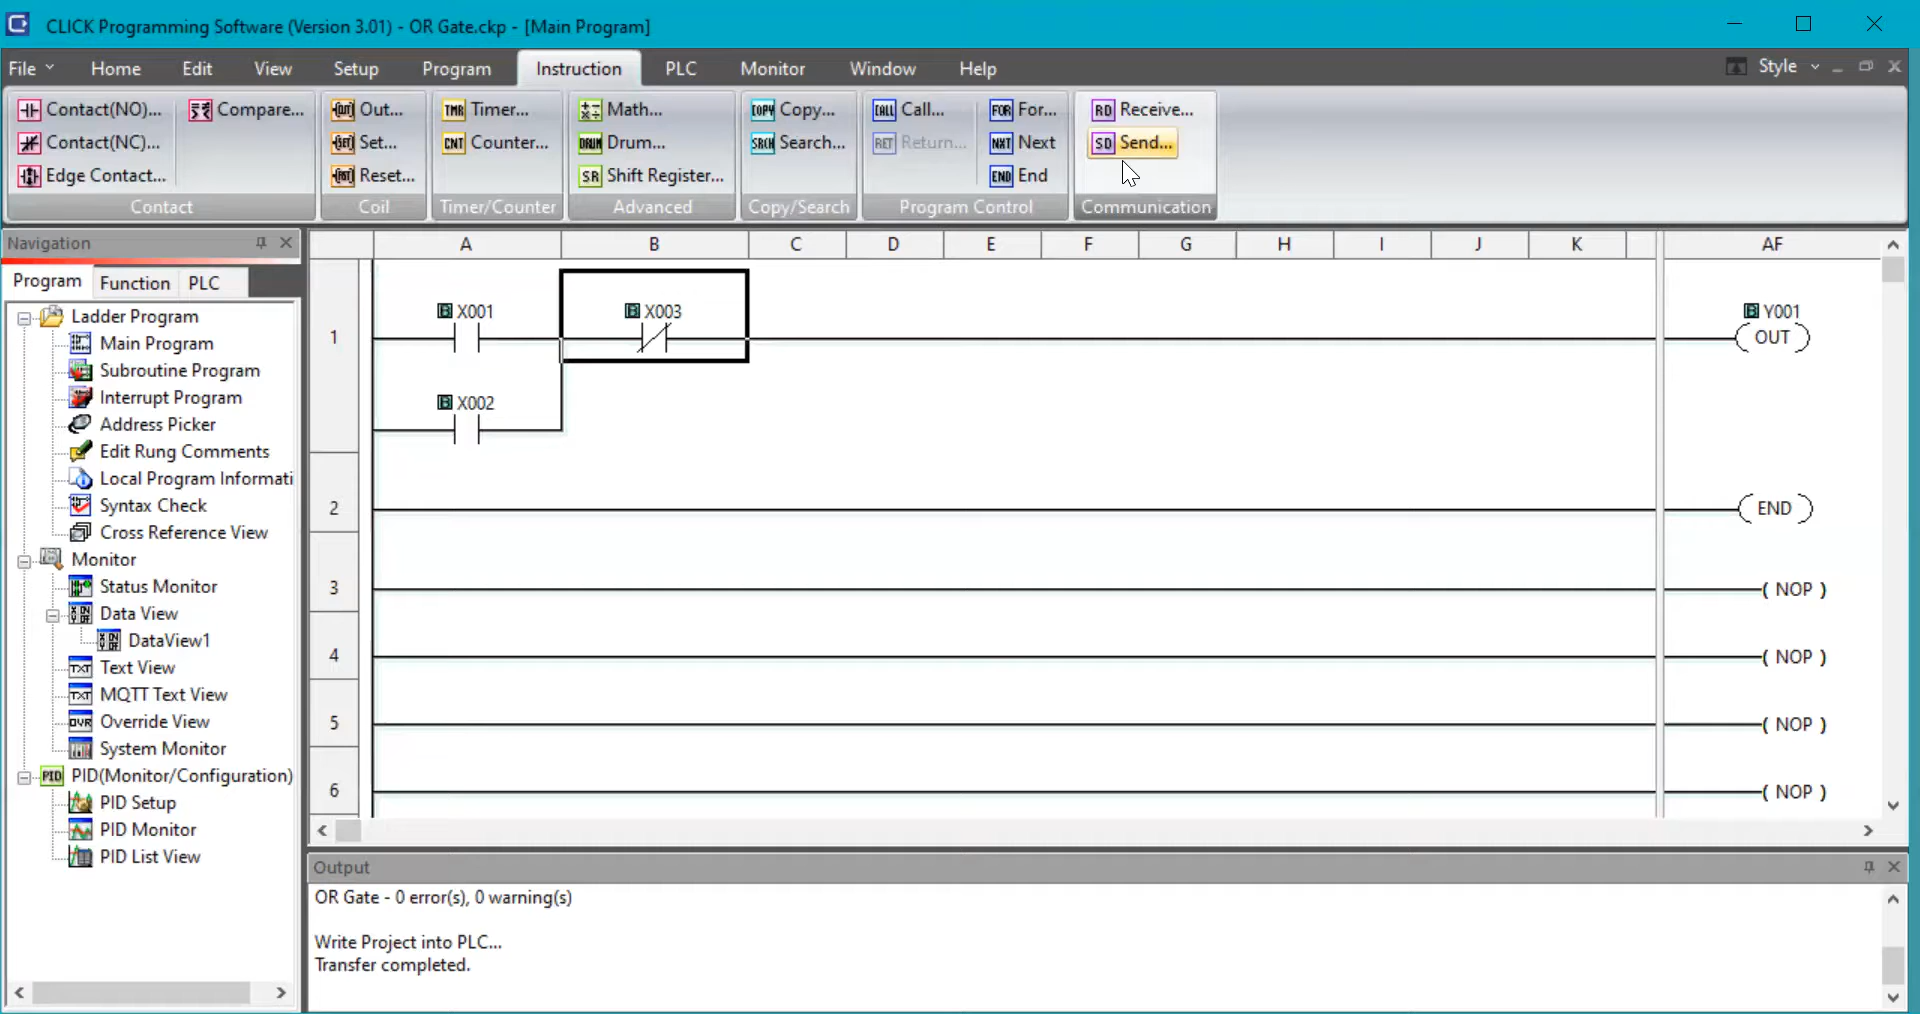 CLICK Programming Software (Version 3.01) - OR Gate.ckp - [Main Program]
File Home Edit View Setup Program Instruction PLC Monitor Window Help Style
Contact(NO)... Compare... Out... Timer... Math... Copy... Call... For... Receive...
Contact(NC)... Set... Counter... Drum... Search... Return... Next Send...
Edge Contact... Reset... Shift Register... End
Contact Coil Timer/Counter Advanced Copy/Search Program Control Communication
Navigation
Program Function PLC
Ladder Program
Main Program
Subroutine Program
Interrupt Program
Address Picker
Edit Rung Comments
Local Program Informati
Syntax Check
Cross Reference View
Monitor
Status Monitor
Data View
DataView1
Text View
MQTT Text View
Override View
System Monitor
PID(Monitor/Configuration)
PID Setup
PID Monitor
PID List View
A B C D E F G H I J K AF
X001 X003 Y001
1 OUT
X002
2 END
3 NOP
4 NOP
5 NOP
6 NOP
Output
OR Gate - 0 error(s), 0 warning(s)
Write Project into PLC...
Transfer completed.